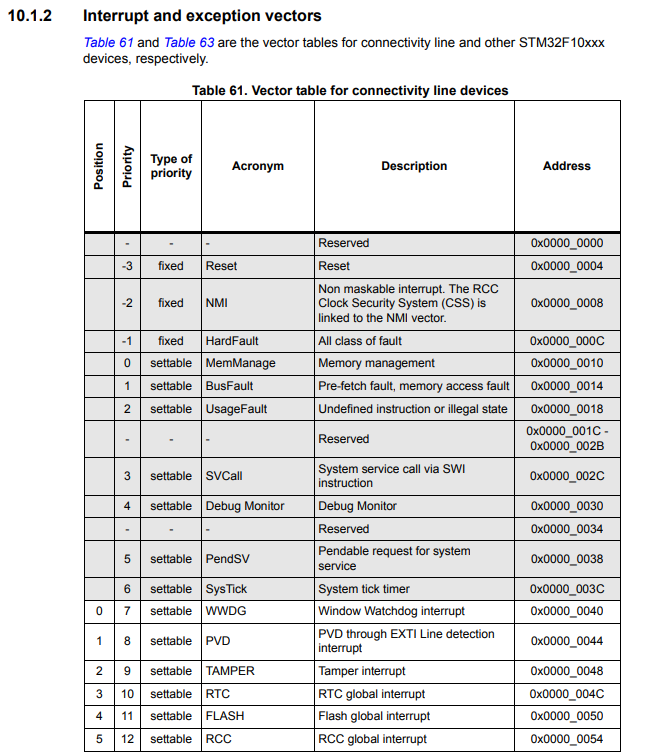 10.1.2 Interrupt and exception vectors
Table 61 and Table 63 are the vector tables for connectivity line and other STM32F10xxx
devices, respectively.
Table 61. Vector table for connectivity line devices
Position Priority Type of priority Acronym Description Address
- - - Reserved 0x0000_0000
-3 fixed Reset Reset 0x0000_0004
-2 fixed NMI Non maskable interrupt. The RCC
Clock Security System (CSS) is
linked to the NMI vector. 0x0000_0008
-1 fixed HardFault All class of fault 0x0000_000C
0 settable MemManage Memory management 0x0000_0010
1 settable BusFault Pre-fetch fault, memory access fault 0x0000_0014
2 settable UsageFault Undefined instruction or illegal state 0x0000_0018
- - - Reserved 0x0000_001C -
0x0000_002B
3 settable SVCall System service call via SWI
instruction 0x0000_002C
4 settable Debug Monitor Debug Monitor 0x0000_0030
- - - Reserved 0x0000_0034
5 settable PendSV Pendable request for system
service 0x0000_0038
6 settable SysTick System tick timer 0x0000_003C
0 7 settable WWDG Window Watchdog interrupt 0x0000_0040
1 8 settable PVD PVD through EXTI Line detection
interrupt 0x0000_0044
2 9 settable TAMPER Tamper interrupt 0x0000_0048
3 10 settable RTC RTC global interrupt 0x0000_004C
4 11 settable FLASH Flash global interrupt 0x0000_0050
5 12 settable RCC RCC global interrupt 0x0000_0054